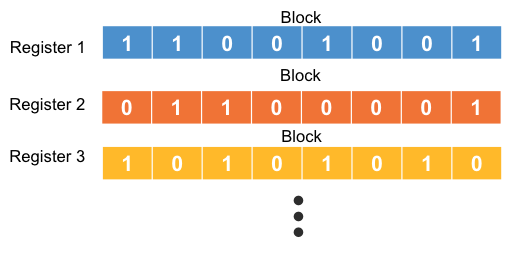 Block
Register 1 1 1 0 0 1 0 0 1
Block
Register 2 0 1 1 0 0 0 0 1
Block
Register 3 1 0 1 0 1 0 1 0